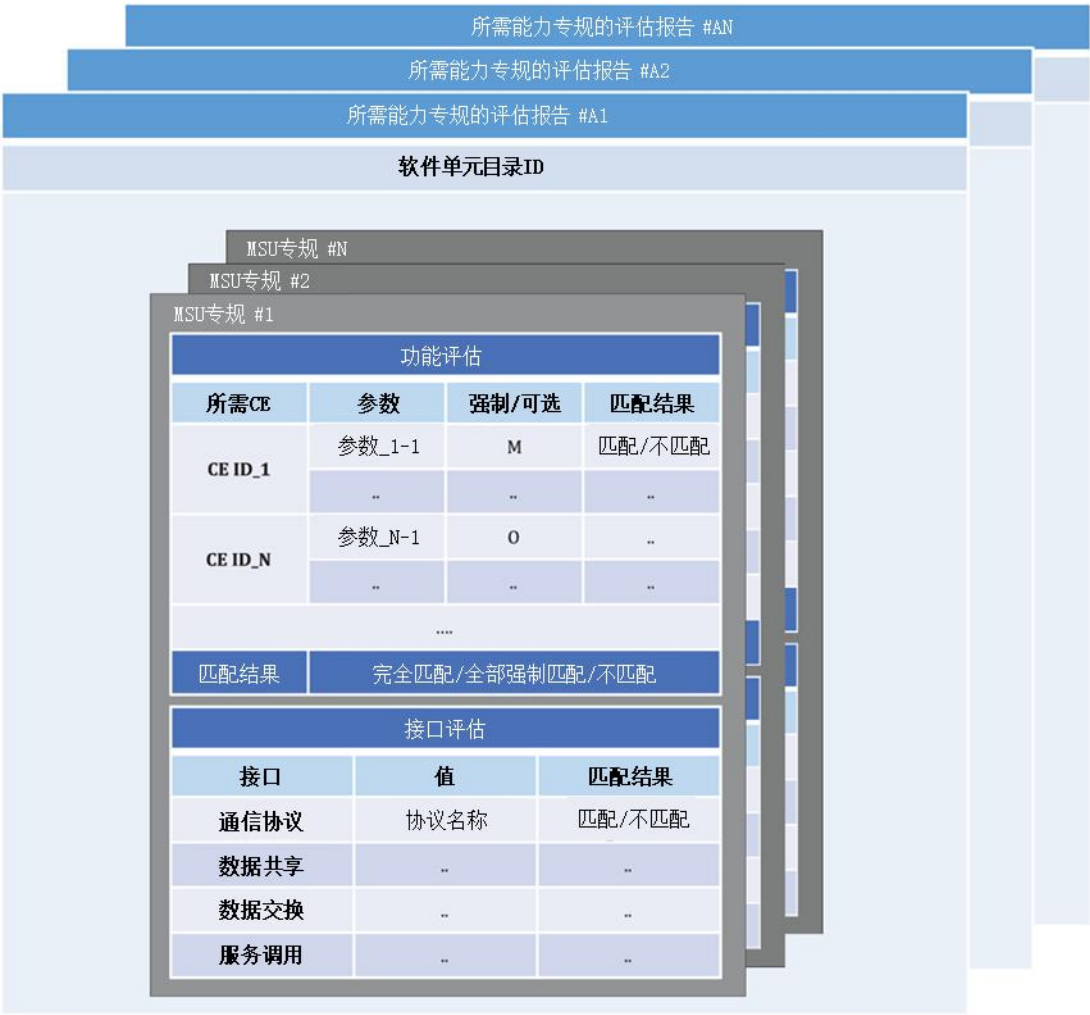 所需能力专规的评估报告 #AN
所需能力专规的评估报告 #A2
所需能力专规的评估报告 #A1
软件单元目录ID
MSU专规 #N
MSU专规 #2
MSU专规 #1
功能评估
所需CE 参数 强制/可选 匹配结果
CE ID_1 参数_1-1 M 匹配/不匹配
.. .. ..
CE ID_N 参数_N-1 O ..
.. .. ..
....
匹配结果 完全匹配/全部强制匹配/不匹配
接口评估
接口 值 匹配结果
通信协议 协议名称 匹配/不匹配
数据共享 .. ..
数据交换 .. ..
服务调用 .. ..